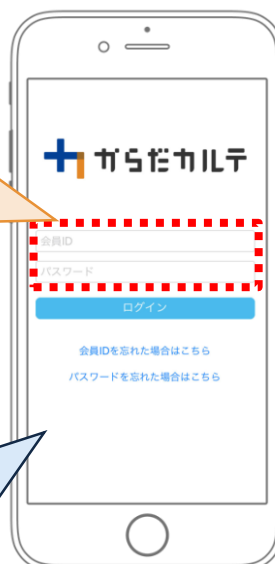 からだカルテ
会員ID
パスワード
ログイン
会員IDを忘れた場合はこちら
パスワードを忘れた場合はこちら